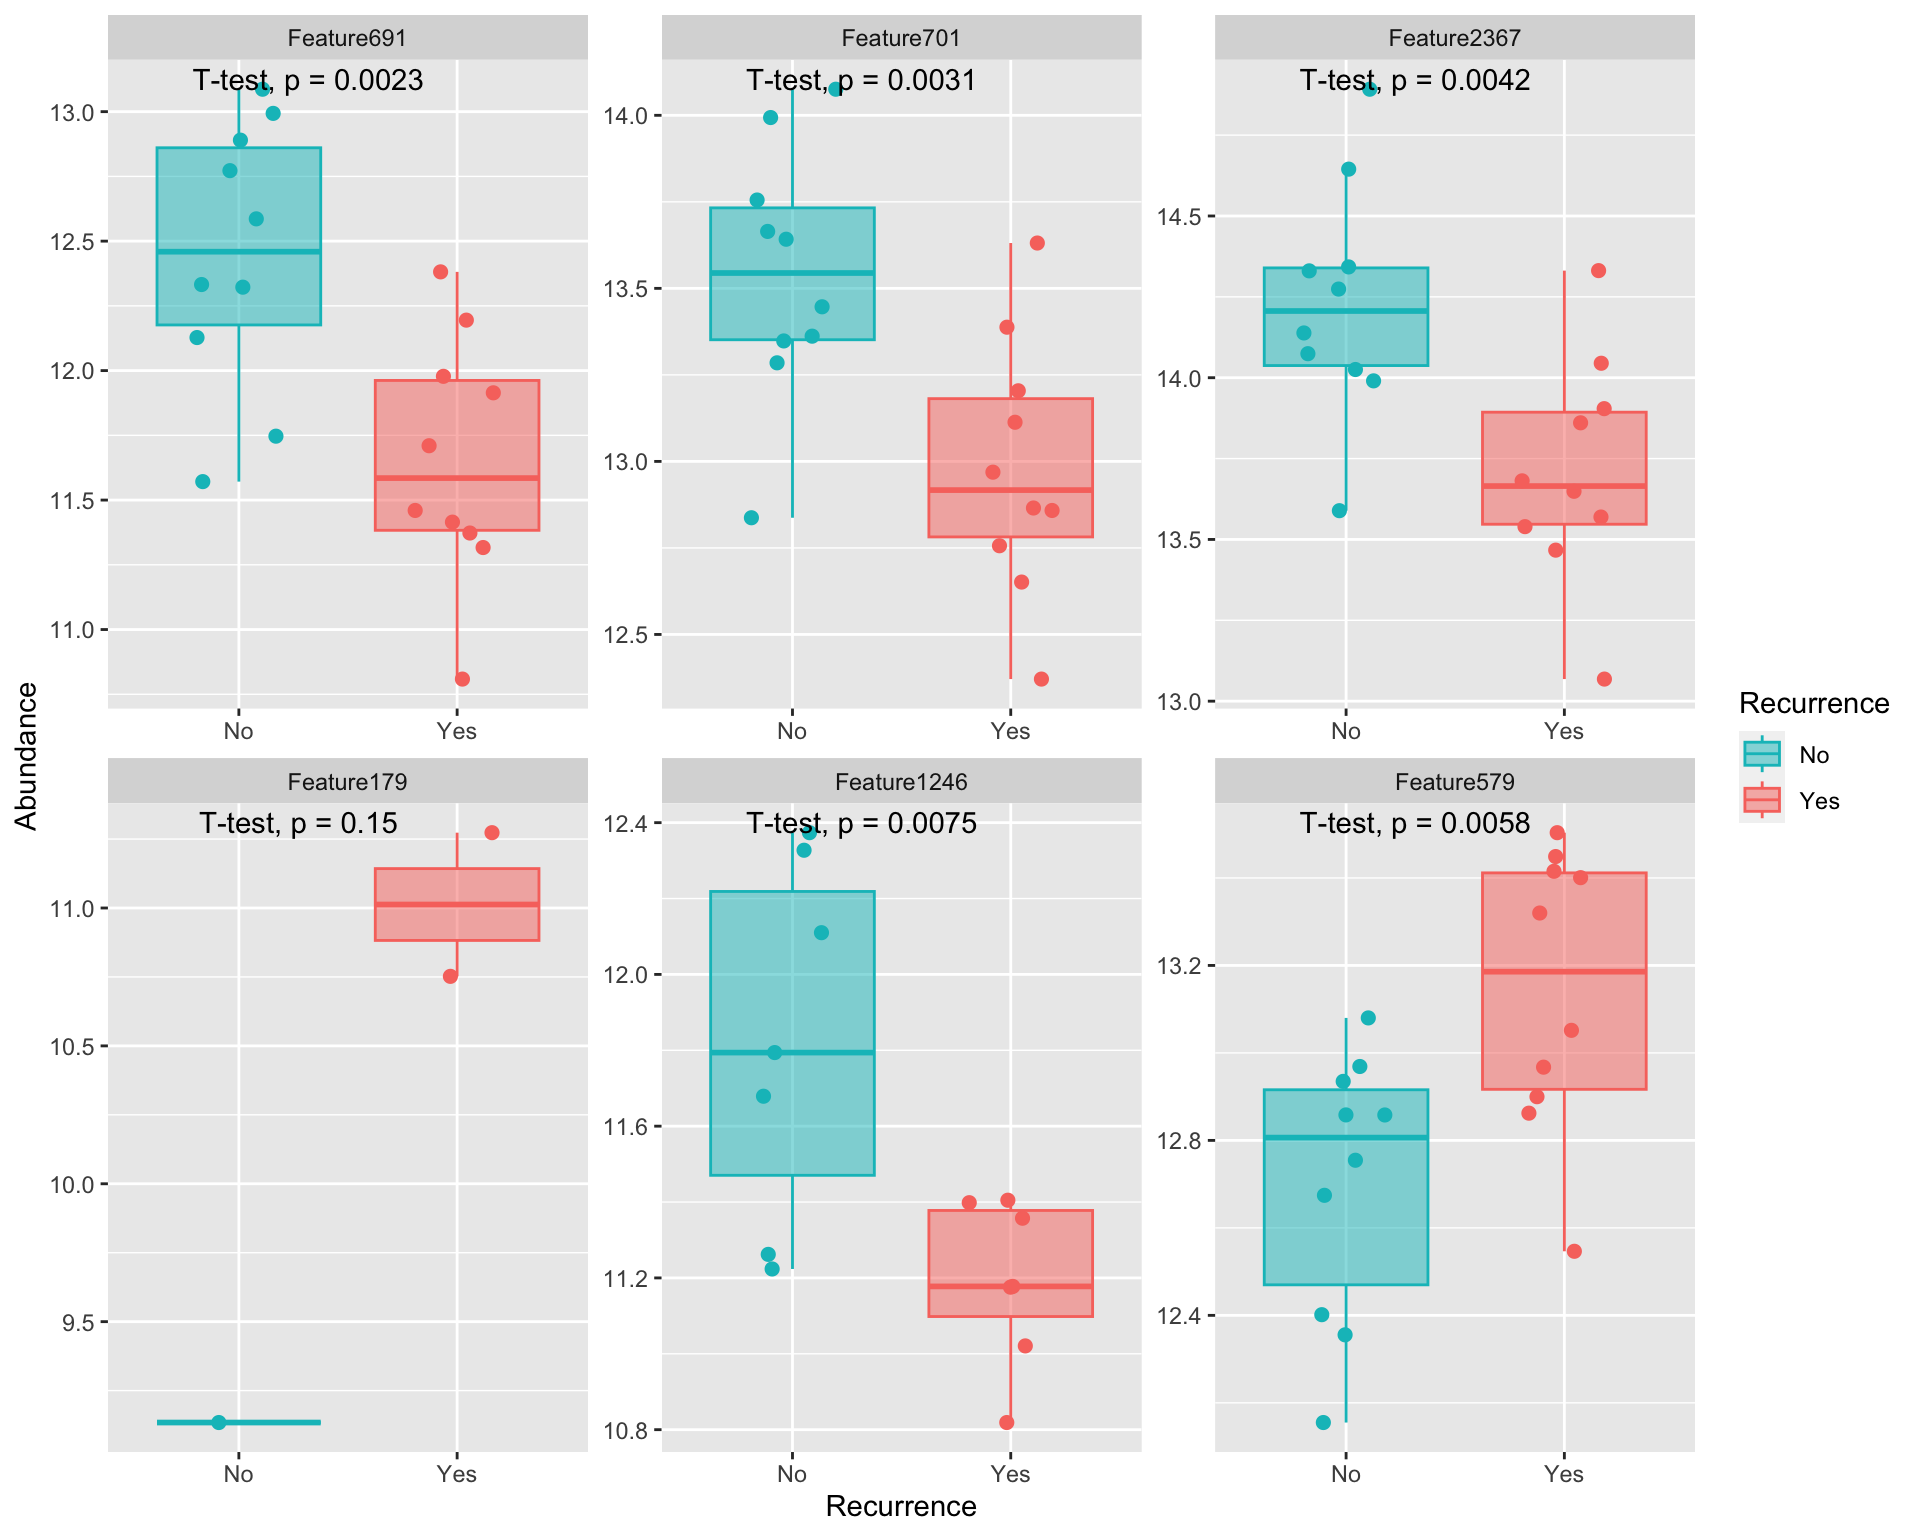 Feature691
Feature701
Feature2367
T-test, p = 0.0023
T-test, p = 0.0031
T-test, p = 0.0042
13.0
12.5
12.0
11.5
11.0
14.0
13.5
13.0
12.5
14.5
14.0
13.5
13.0
No
Yes
No
Yes
No
Yes
Abundance
Feature179
Feature1246
Feature579
T-test, p = 0.15
T-test, p = 0.0075
T-test, p = 0.0058
11.0
10.5
10.0
9.5
12.4
12.0
11.6
11.2
10.8
13.2
12.8
12.4
No
Yes
No
Yes
No
Yes
Recurrence
Recurrence
No
Yes